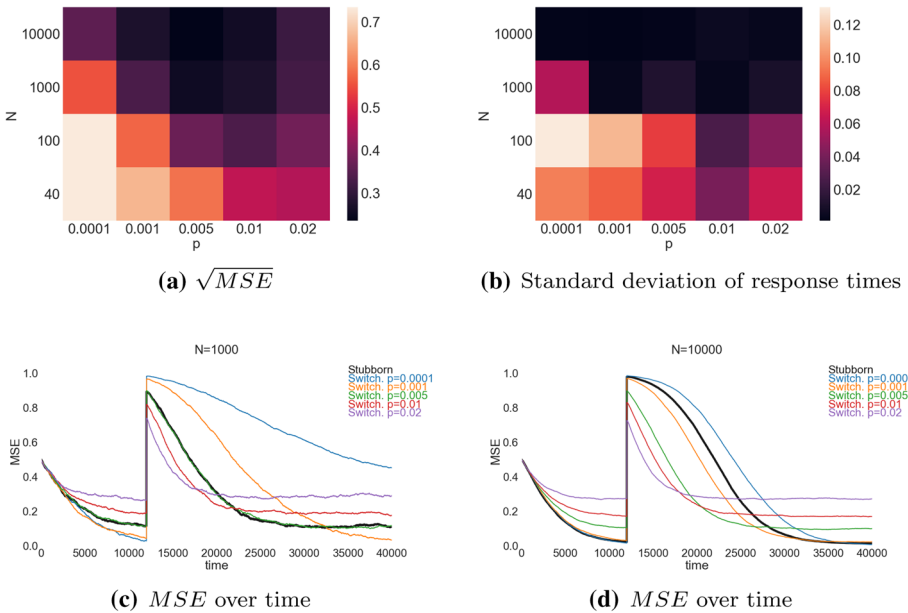 10000
1000
100
40
N
0.0001 0.001 0.005 0.01 0.02
p
0.7
0.6
0.5
0.4
0.3
(a) √MSE
10000
1000
100
40
N
0.0001 0.001 0.005 0.01 0.02
p
0.12
0.10
0.08
0.06
0.04
0.02
(b) Standard deviation of response times
N=1000
Stubborn
Switch. p=0.0001
Switch. p=0.001
Switch. p=0.005
Switch. p=0.01
Switch. p=0.02
1.0
0.8
0.6
0.4
0.2
0.0
MSE
0 5000 10000 15000 20000 25000 30000 35000 40000
time
(c) MSE over time
N=10000
Stubborn
Switch. p=0.000
Switch. p=0.001
Switch. p=0.005
Switch. p=0.01
Switch. p=0.02
1.0
0.8
0.6
0.4
0.2
0.0
MSE
0 5000 10000 15000 20000 25000 30000 35000 40000
time
(d) MSE over time